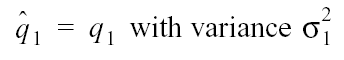 q̂₁ = q₁ with variance σ₁²